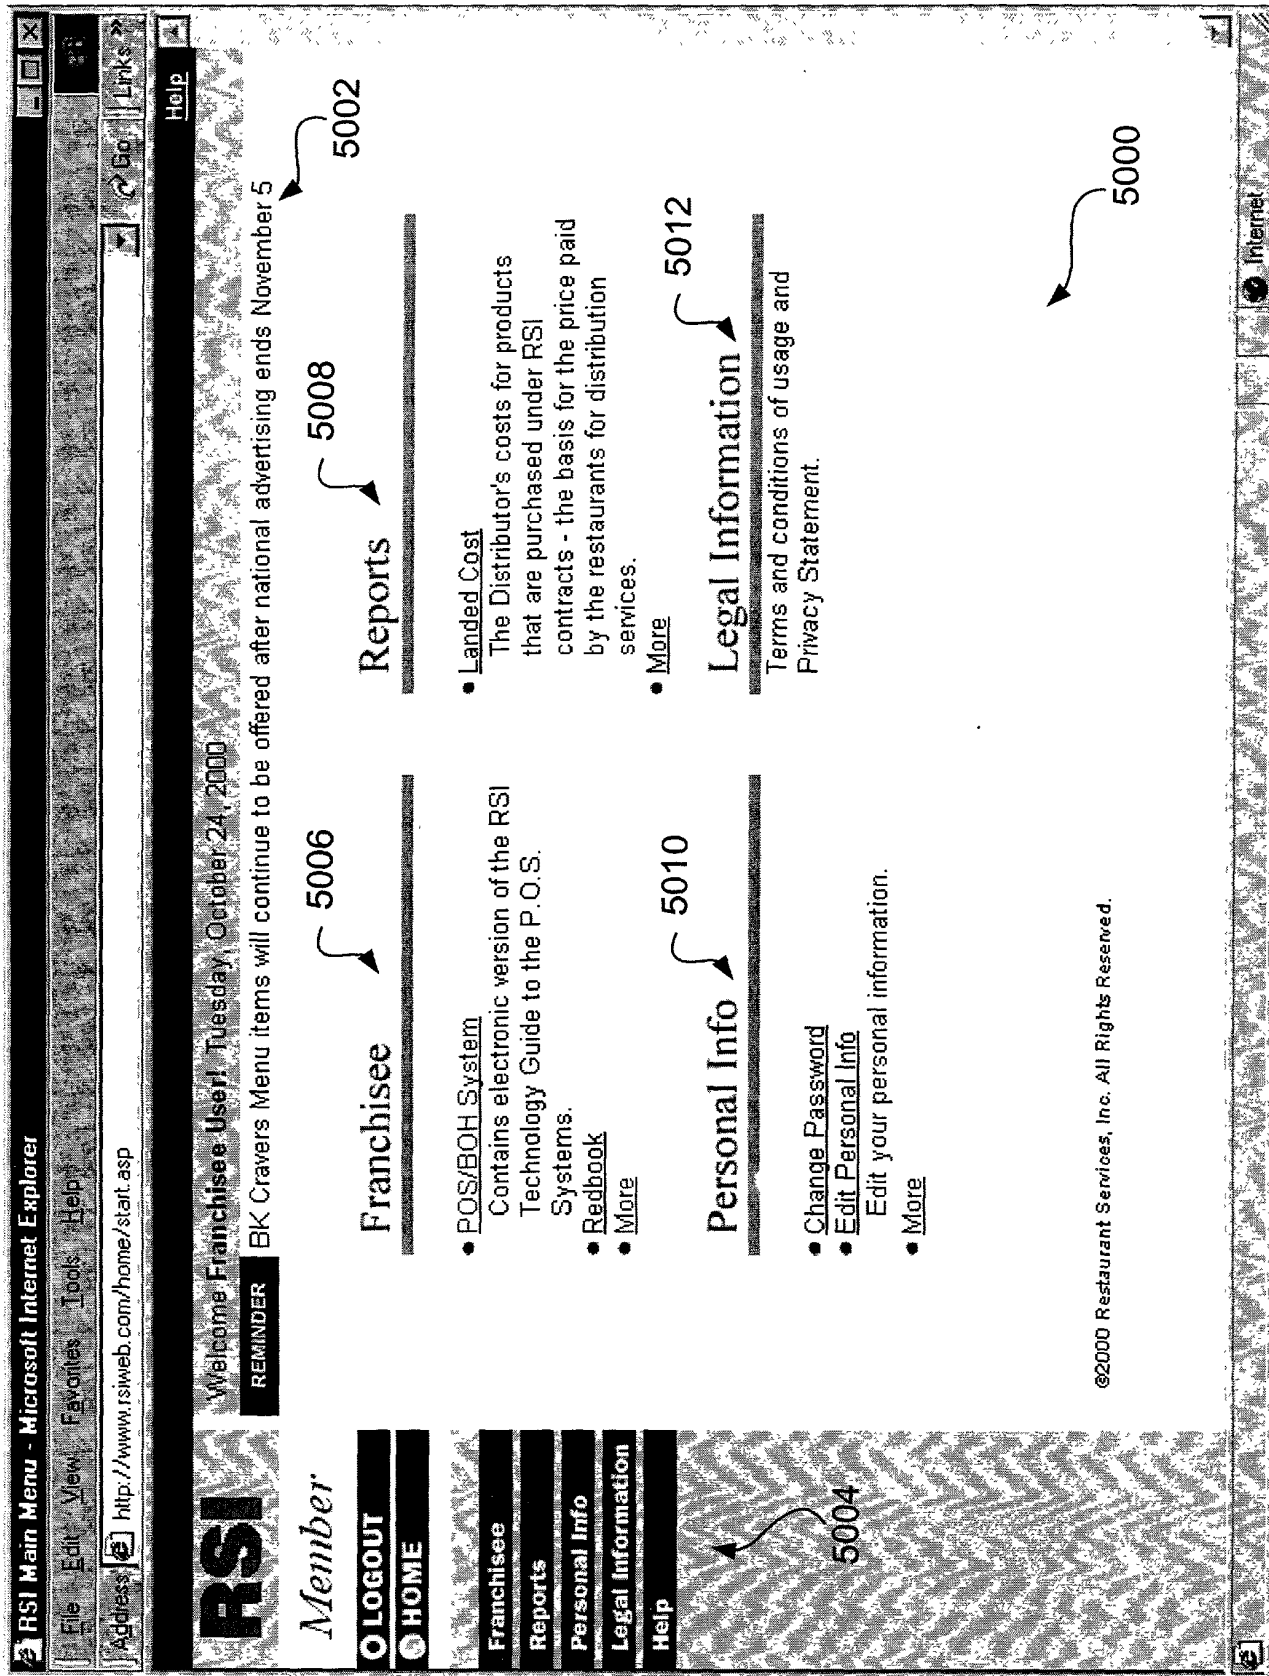 RSI Main Menu - Microsoft Internet Explorer
File Edit View Favorites Tools Help
Address http://www.rsiweb.com/home/start.asp Go Links »
Help
RSI
Welcome Franchisee User! Tuesday, October 24, 2000
REMINDER BK Cravers Menu items will continue to be offered after national advertising ends November 5
5002
Member
LOGOUT
HOME
Franchisee
Reports
Personal Info
Legal Information
Help
5004
5006
Franchisee
• POS/BOH System
Contains electronic version of the RSI
Technology Guide to the P.O.S.
Systems.
• Redbook
• More
5008
Reports
• Landed Cost
The Distributor's costs for products
that are purchased under RSI
contracts - the basis for the price paid
by the restaurants for distribution
services.
• More
5010
Personal Info
• Change Password
• Edit Personal Info
Edit your personal information.
• More
5012
Legal Information
Terms and conditions of usage and
Privacy Statement.
5000
©2000 Restaurant Services, Inc. All Rights Reserved.
Internet